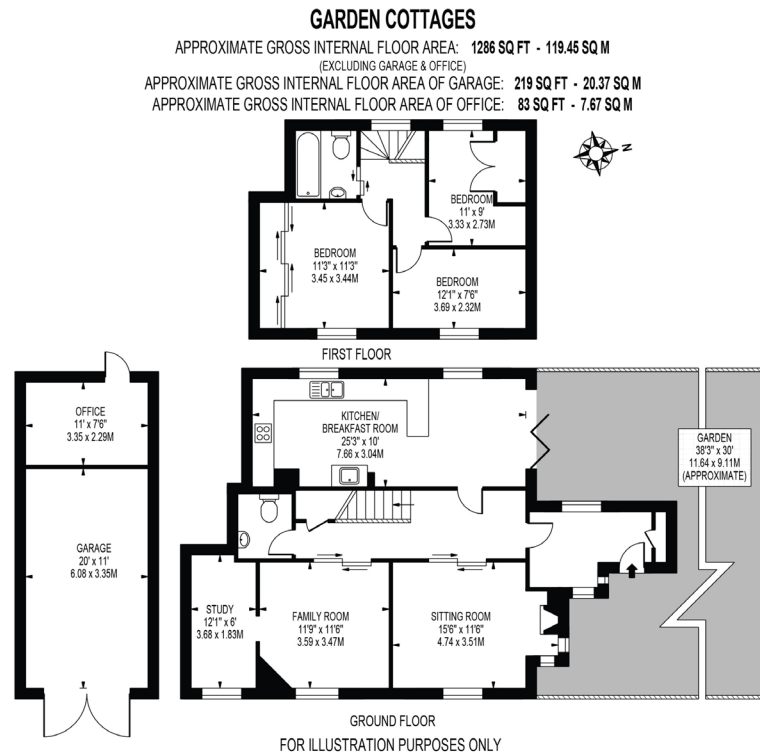 GARDEN COTTAGES
APPROXIMATE GROSS INTERNAL FLOOR AREA: 1286 SQ FT - 119.45 SQ M
(EXCLUDING GARAGE & OFFICE)
APPROXIMATE GROSS INTERNAL FLOOR AREA OF GARAGE: 219 SQ FT - 20.37 SQ M
APPROXIMATE GROSS INTERNAL FLOOR AREA OF OFFICE: 83 SQ FT - 7.67 SQ M
N
BEDROOM
11' x 9'
3.33 x 2.73M
BEDROOM
11'3" x 11'3"
3.45 x 3.44M
BEDROOM
12'1" x 7'6"
3.69 x 2.32M
FIRST FLOOR
OFFICE
11' x 7'6"
3.35 x 2.29M
KITCHEN/
BREAKFAST ROOM
25'3" x 10'
7.66 x 3.04M
GARDEN
38'3" x 30'
11.64 x 9.11M
(APPROXIMATE)
GARAGE
20' x 11'
6.08 x 3.35M
STUDY
12'1" x 6'
3.68 x 1.83M
FAMILY ROOM
11'9" x 11'6"
3.59 x 3.47M
SITTING ROOM
15'6" x 11'6"
4.74 x 3.51M
GROUND FLOOR
FOR ILLUSTRATION PURPOSES ONLY